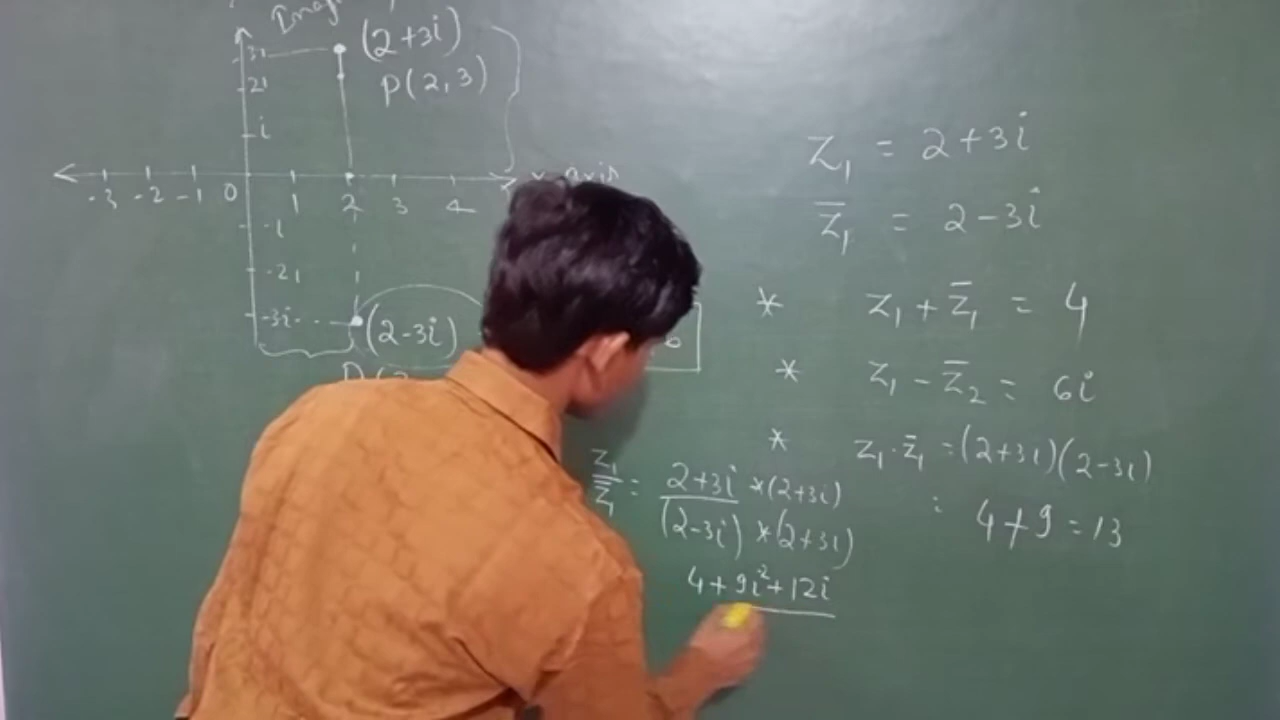 (2+3i)
3i
P(2,3)
2i
i
-3 -2 -1 0 1 2 3 4
-1
-2i
-3i (2-3i)
Z₁ = 2+3i
Z̄₁ = 2-3i
* Z₁ + Z̄₁ = 4
* Z₁ - Z̄₂ = 6i
* Z₁ · Z̄₁ = (2+3i)(2-3i)
: 4+9=13
Z₁/Z̄₁ = 2+3i *(2+3i)
(2-3i) *(2+3i)
4+9i²+12i